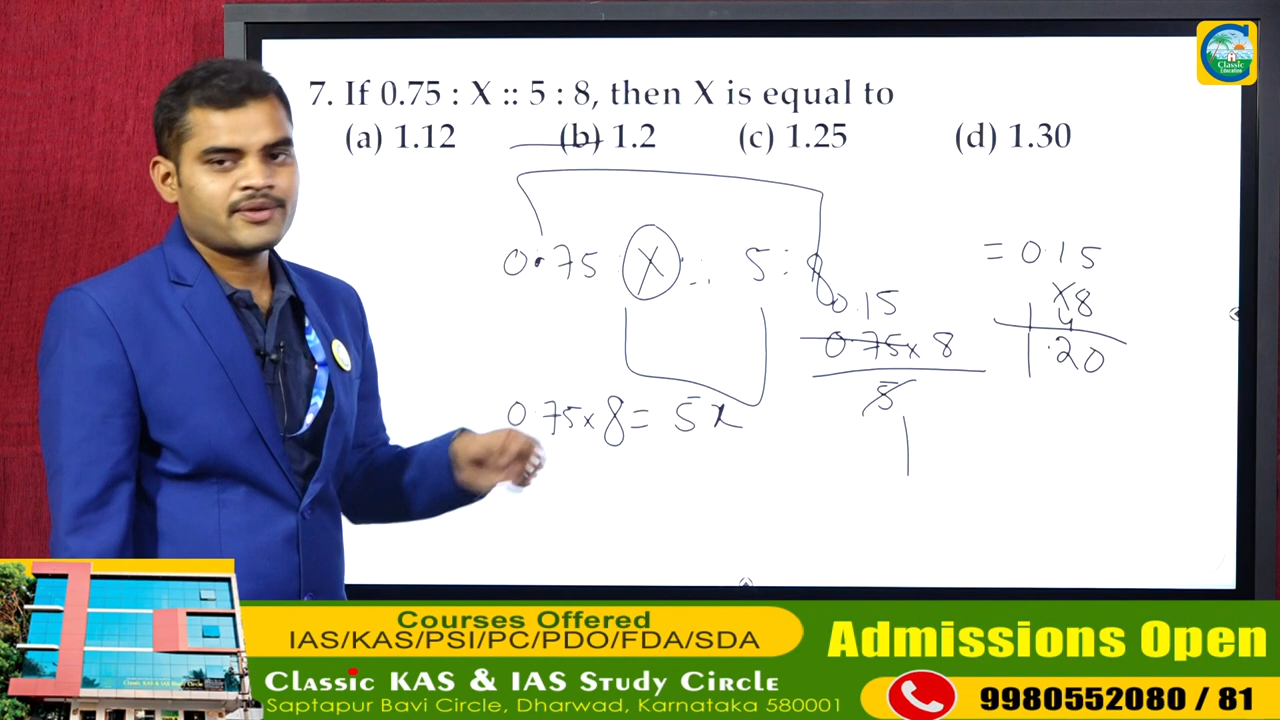 Classic
Education
7. If 0.75 : X :: 5 : 8, then X is equal to
(a) 1.12 (b) 1.2 (c) 1.25 (d) 1.30
0.75 : X :: 5 : 8
= 0.15
x8
4
1.20
0.15
0.75 x 8
5
1
0.75 x 8 = 5x
Courses Offered
IAS/KAS/PSI/PC/PDO/FDA/SDA
Classic KAS & IAS Study Circle
Saptapur Bavi Circle, Dharwad, Karnataka 580001
Admissions Open
9980552080 / 81